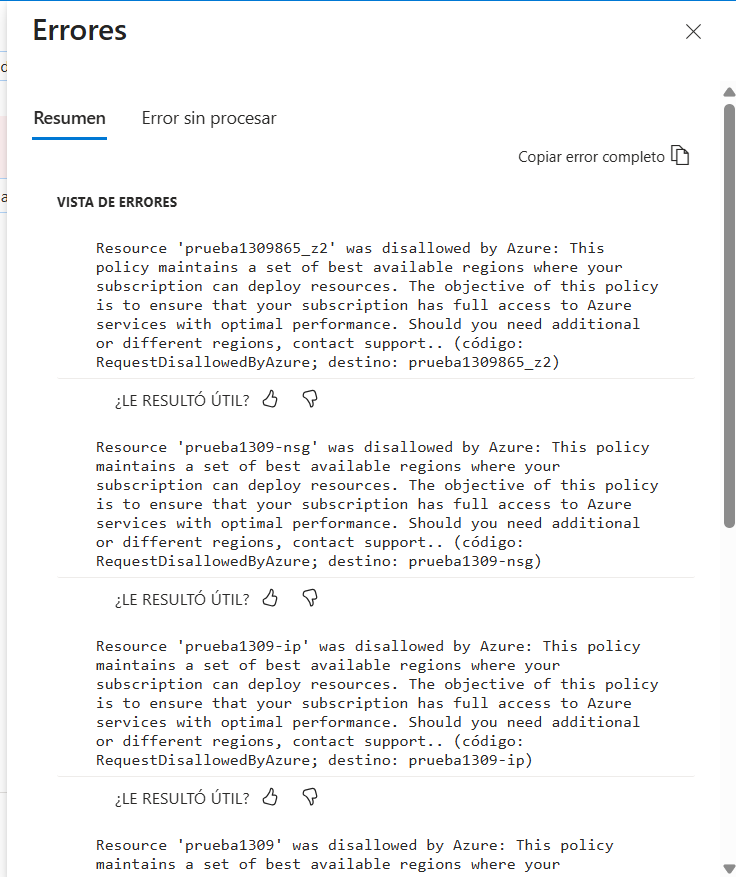 Errores
d
Resumen
Error sin procesar
Copiar error completo
a
VISTA DE ERRORES
Resource 'prueba1309865_z2' was disallowed by Azure: This
policy maintains a set of best available regions where your
subscription can deploy resources. The objective of this policy
is to ensure that your subscription has full access to Azure
services with optimal performance. Should you need additional
or different regions, contact support.. (código:
RequestDisallowedByAzure; destino: prueba1309865_z2)
¿LE RESULTÓ ÚTIL?
Resource 'prueba1309-nsg' was disallowed by Azure: This policy
maintains a set of best available regions where your
subscription can deploy resources. The objective of this policy
is to ensure that your subscription has full access to Azure
services with optimal performance. Should you need additional
or different regions, contact support.. (código:
RequestDisallowedByAzure; destino: prueba1309-nsg)
¿LE RESULTÓ ÚTIL?
Resource 'prueba1309-ip' was disallowed by Azure: This policy
maintains a set of best available regions where your
subscription can deploy resources. The objective of this policy
is to ensure that your subscription has full access to Azure
services with optimal performance. Should you need additional
or different regions, contact support.. (código:
RequestDisallowedByAzure; destino: prueba1309-ip)
¿LE RESULTÓ ÚTIL?
Resource 'prueba1309' was disallowed by Azure: This policy
maintains a set of best available regions where your